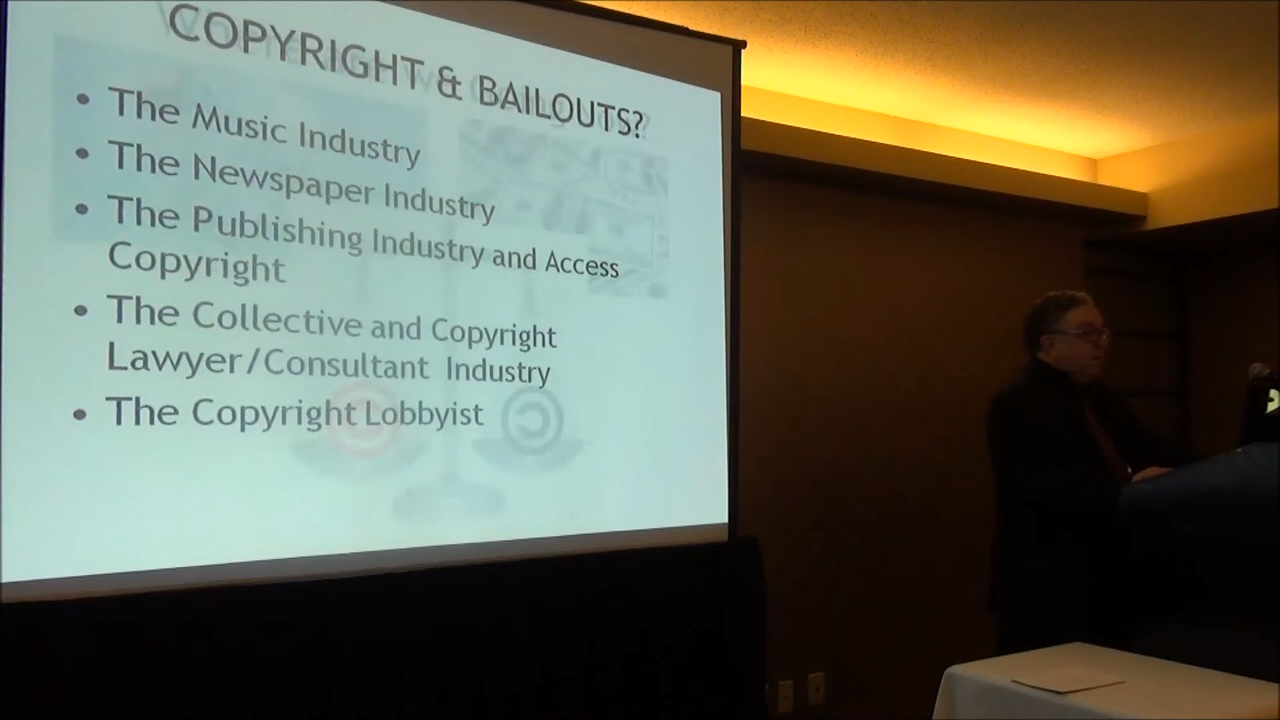 COPYRIGHT & BAILOUTS?
• The Music Industry
• The Newspaper Industry
• The Publishing Industry and Access
Copyright
• The Collective and Copyright
Lawyer/Consultant Industry
• The Copyright Lobbyist